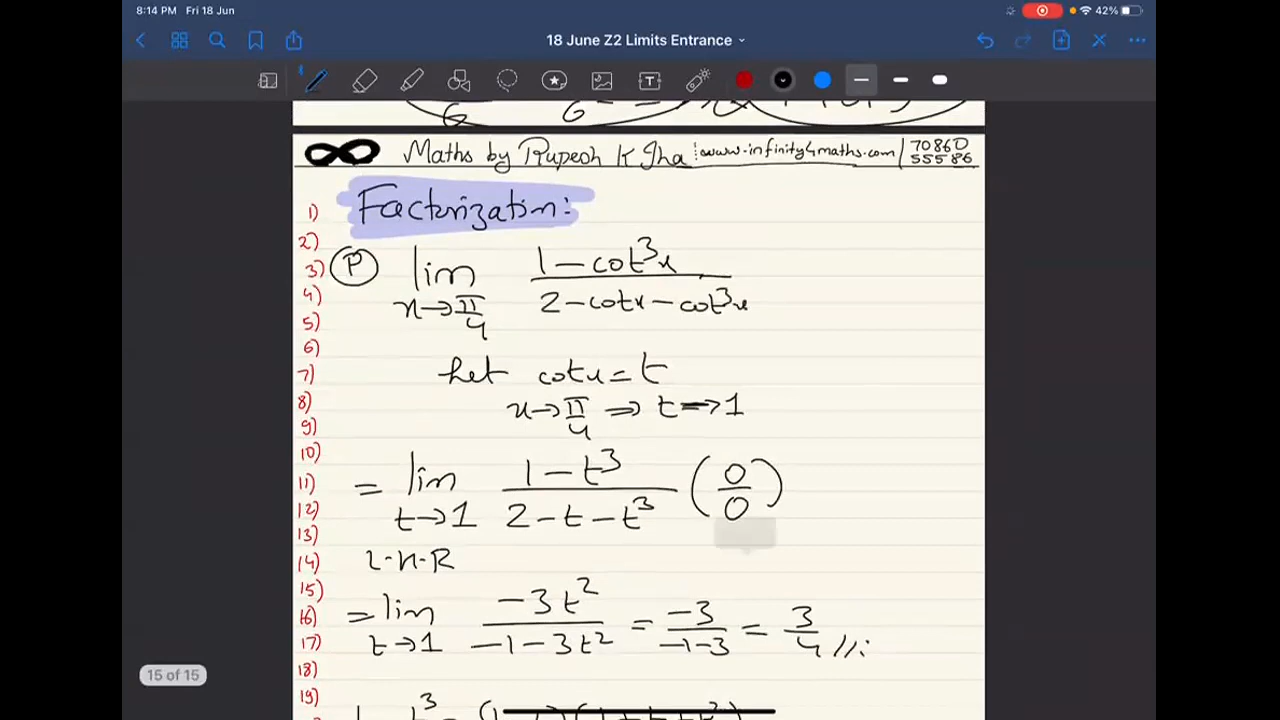 8:14 PM Fri 18 Jun
42%
18 June Z2 Limits Entrance
Maths by Rupesh K Jha www.infinity4maths.com 70860 55586
Factorization:
1)
2)
3) (P) lim x→π/4 (1 - cot³x)/(2 - cotx - cot³x)
4)
5)
6)
7) Let cotx = t
8) x→π/4 ⇒ t→1
9)
10)
11) = lim t→1 (1 - t³)/(2 - t - t³) (0/0)
12)
13)
14) L-H-R
15)
16) = lim t→1 (-3t²)/(-1 - 3t²) = (-3)/(-1-3) = 3/4 //:
17)
15 of 15
18)
19)